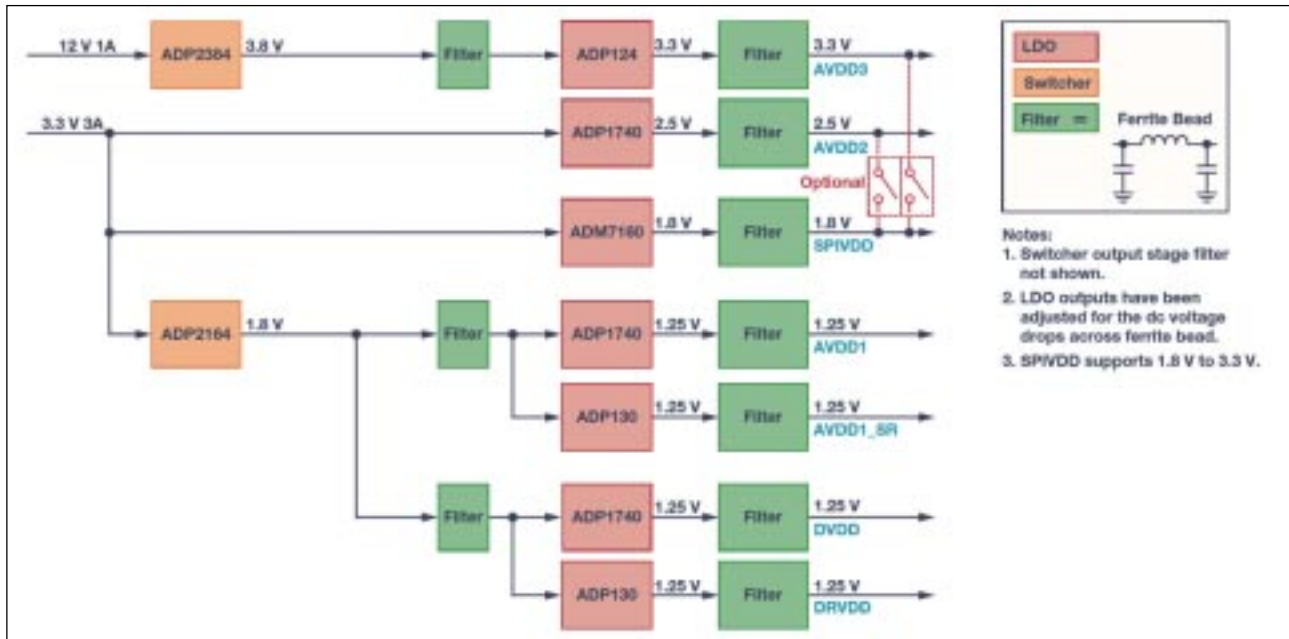 12 V 1A
ADP2384
3.8 V
Filter
ADP124
3.3 V
Filter
3.3 V
AVDD3
3.3 V 3A
ADP1740
2.5 V
Filter
2.5 V
AVDD2
Optional
ADM7160
1.8 V
Filter
1.8 V
SPIVDD
ADP2164
1.8 V
Filter
ADP1740
1.25 V
Filter
1.25 V
AVDD1
ADP130
1.25 V
Filter
1.25 V
AVDD1_SR
Filter
ADP1740
1.25 V
Filter
1.25 V
DVDD
ADP130
1.25 V
Filter
1.25 V
DRVDD
LDO
Switcher
Filter =
Ferrite Bead
Notes:
1. Switcher output stage filter
not shown.
2. LDO outputs have been
adjusted for the dc voltage
drops across ferrite bead.
3. SPIVDD supports 1.8 V to 3.3 V.